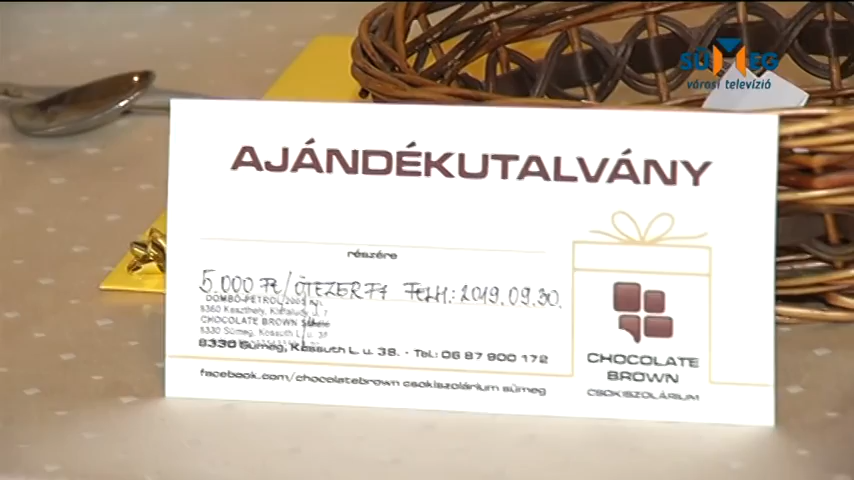 SÜMEG
városi televízió
AJÁNDÉKUTALVÁNY
részére
5.000 Ft/ÖTEZER Ft FELH.: 2019.09.30.
DOMBÓ-PETROL 2005 Kft.
8360 Keszthely,
CHOCOLATE BROWN
8330 Sümeg, Kossuth L. u. 38
8330 Sümeg, Kossuth L. u. 38. · Tel.: 06 87 900 172
facebook.com/chocolatebrown csokiszolárium sümeg
CHOCOLATE
BROWN
CSOKISZOLÁRIUM